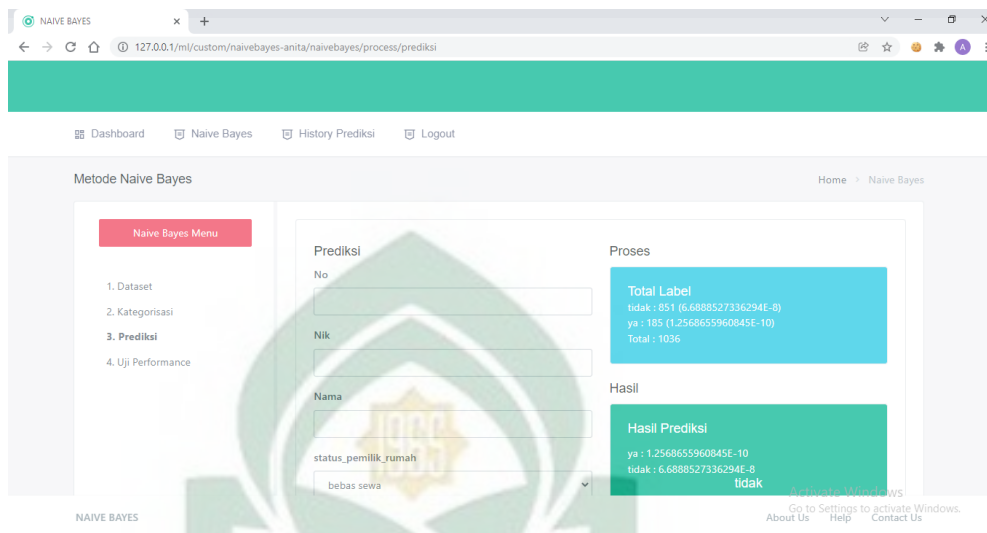 NAIVE BAYES
127.0.0.1/ml/custom/naivebayes-anita/naivebayes/process/prediksi
A
Dashboard
Naive Bayes
History Prediksi
Logout
Metode Naive Bayes
Home > Naive Bayes
Naive Bayes Menu
1. Dataset
2. Kategorisasi
3. Prediksi
4. Uji Performance
Prediksi
No
Nik
Nama
status_pemilik_rumah
bebas sewa
Proses
Total Label
tidak : 851 (6.6888527336294E-8)
ya : 185 (1.2568655960845E-10)
Total : 1036
Hasil
Hasil Prediksi
ya : 1.2568655960845E-10
tidak : 6.6888527336294E-8
tidak
Activate Windows
Go to Settings to activate Windows.
NAIVE BAYES
About Us
Help
Contact Us